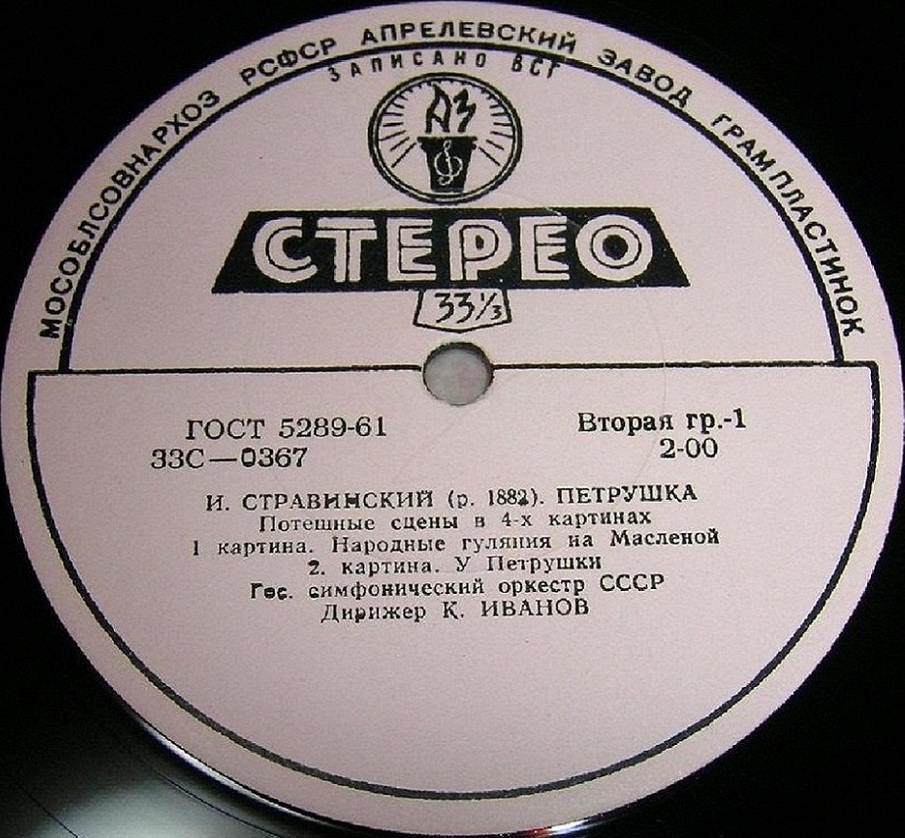 МОСОБЛСОВНАРХОЗ РСФСР АПРЕЛЕВСКИЙ ЗАВОД ГРАМПЛАСТИНОК
ЗАПИСАНО ВСГ
АЗ
СТЕРЕО
33⅓
ГОСТ 5289-61 Вторая гр.-1
33С—0367 2-00
И. СТРАВИНСКИЙ (р. 1882). ПЕТРУШКА
Потешные сцены в 4-х картинах
1 картина. Народные гуляния на Масленой
2. картина. У Петрушки
Гос. симфонический оркестр СССР
Дирижер К. ИВАНОВ